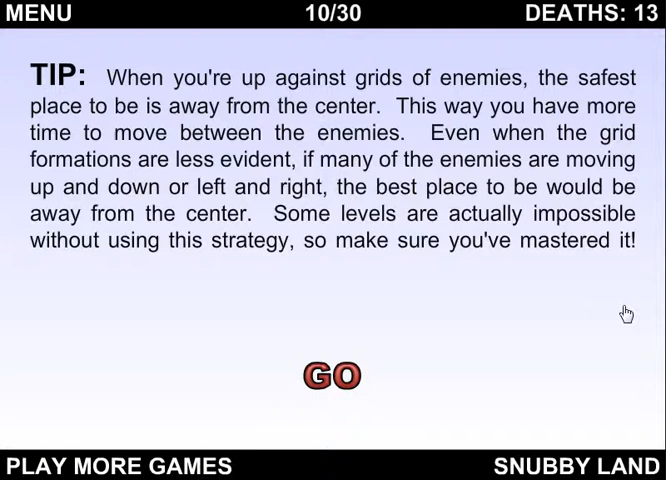 MENU 10/30 DEATHS: 13
TIP: When you're up against grids of enemies, the safest
place to be is away from the center. This way you have more
time to move between the enemies. Even when the grid
formations are less evident, if many of the enemies are moving
up and down or left and right, the best place to be would be
away from the center. Some levels are actually impossible
without using this strategy, so make sure you've mastered it!
GO
PLAY MORE GAMES SNUBBY LAND